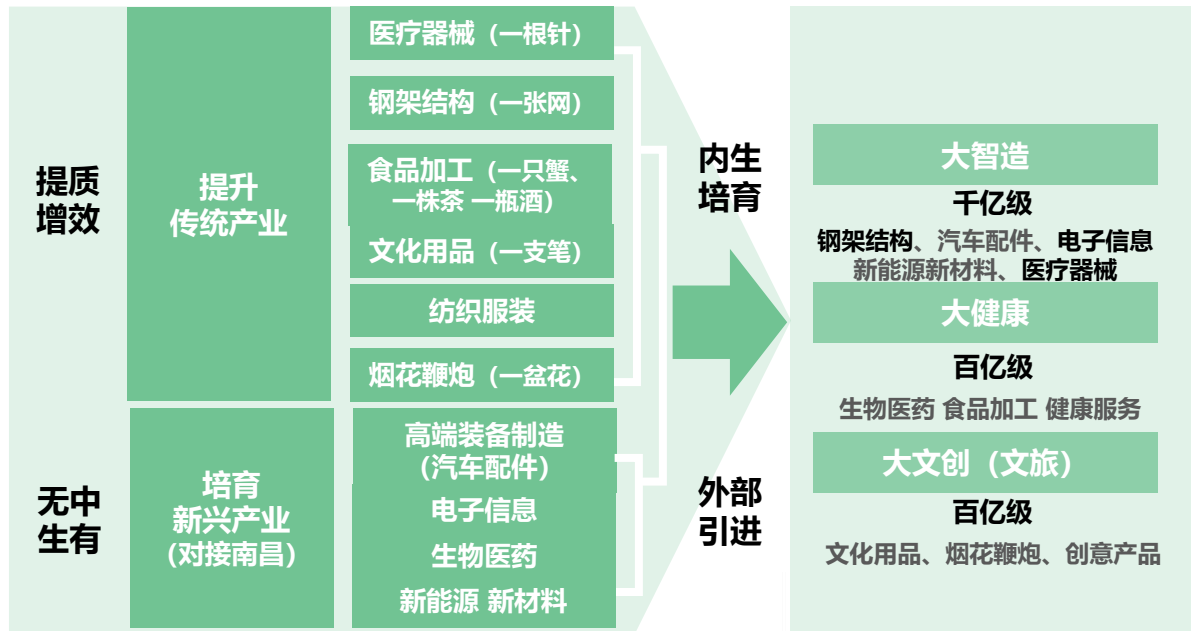 提质
增效
提升
传统产业
医疗器械（一根针）
钢架结构（一张网）
食品加工（一只蟹、
一株茶 一瓶酒）
文化用品（一支笔）
纺织服装
烟花鞭炮（一盆花）
无中
生有
培育
新兴产业
（对接南昌）
高端装备制造
（汽车配件）
电子信息
生物医药
新能源 新材料
内生
培育
外部
引进
大智造
千亿级
钢架结构、汽车配件、电子信息
新能源新材料、医疗器械
大健康
百亿级
生物医药 食品加工 健康服务
大文创（文旅）
百亿级
文化用品、烟花鞭炮、创意产品